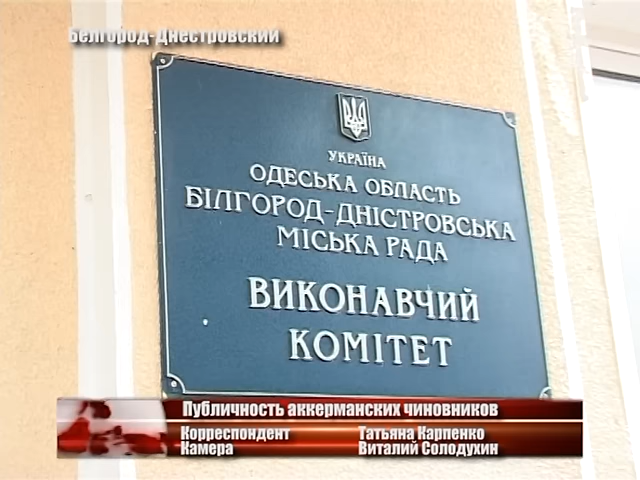 Белгород-Днестровский
УКРАЇНА
ОДЕСЬКА ОБЛАСТЬ
БІЛГОРОД-ДНІСТРОВСЬКА
МІСЬКА РАДА
ВИКОНАВЧИЙ
КОМІТЕТ
Публичность аккерманских чиновников
Корреспондент Татьяна Карпенко
Камера Виталий Солодухин